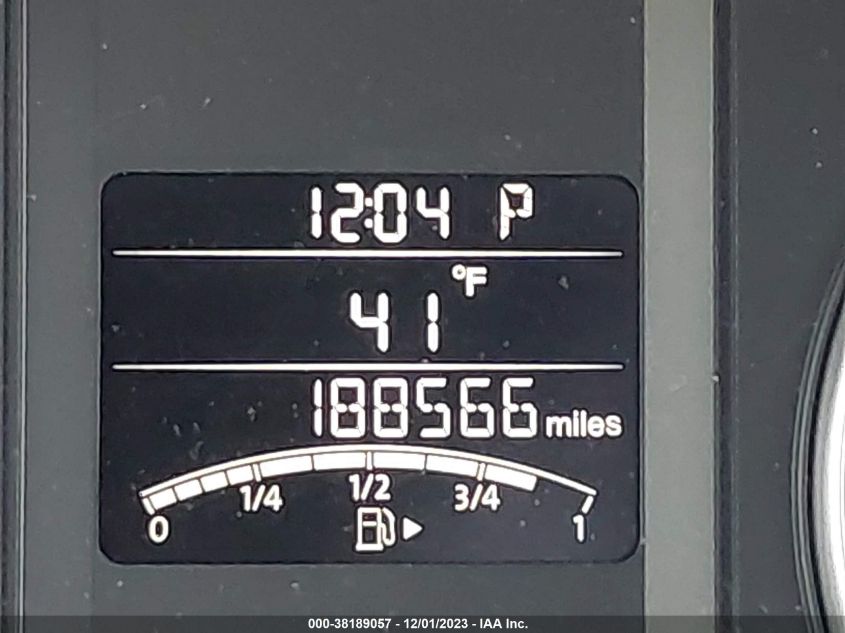 12:04 P
°F
41
188566 miles
0 1/4 1/2 3/4 1
000-38189057 - 12/01/2023 - IAA Inc.